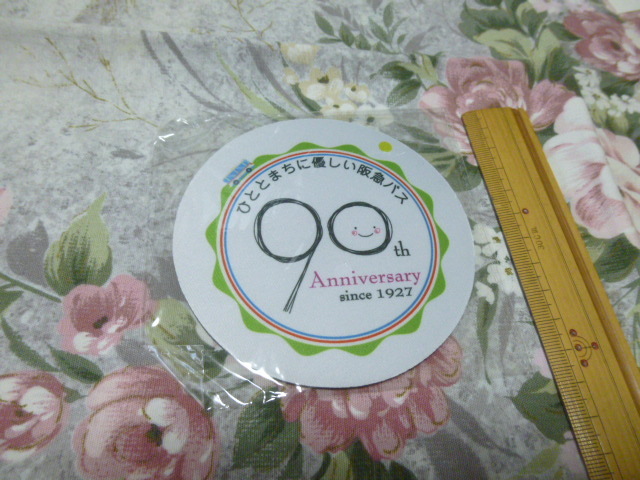 ひととまちに優しい阪急バス
90th
Anniversary
since 1927